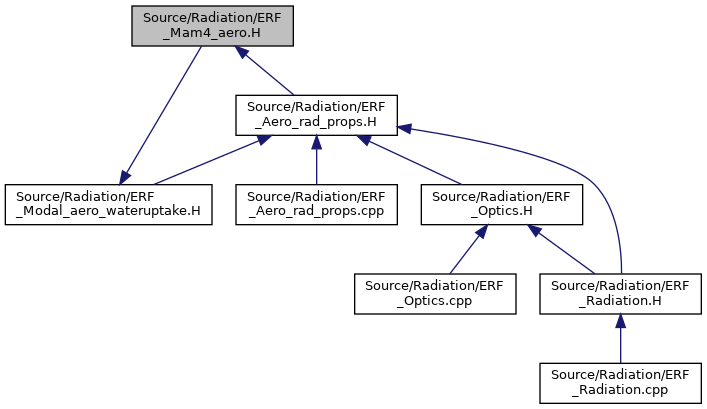 Source/Radiation/ERF
_Mam4_aero.H
Source/Radiation/ERF
_Aero_rad_props.H
Source/Radiation/ERF
_Modal_aero_wateruptake.H
Source/Radiation/ERF
_Aero_rad_props.cpp
Source/Radiation/ERF
_Optics.H
Source/Radiation/ERF
_Optics.cpp
Source/Radiation/ERF
_Radiation.H
Source/Radiation/ERF
_Radiation.cpp